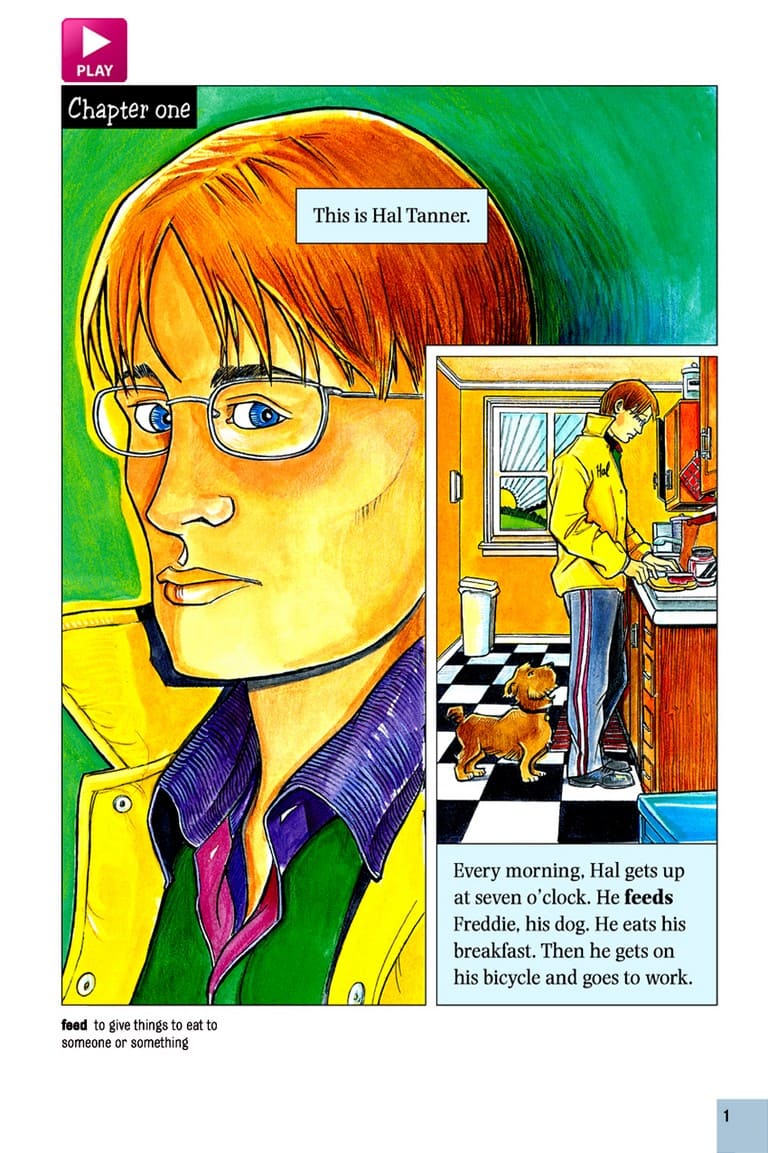 PLAY
Chapter one
This is Hal Tanner.
Hal
Every morning, Hal gets up
at seven o'clock. He feeds
Freddie, his dog. He eats his
breakfast. Then he gets on
his bicycle and goes to work.
feed to give things to eat to
someone or something
1